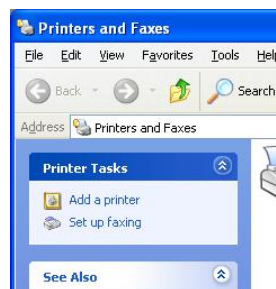 Printers and Faxes
File Edit View Favorites Tools Help
Back Search
Address Printers and Faxes
Printer Tasks
Add a printer
Set up faxing
See Also